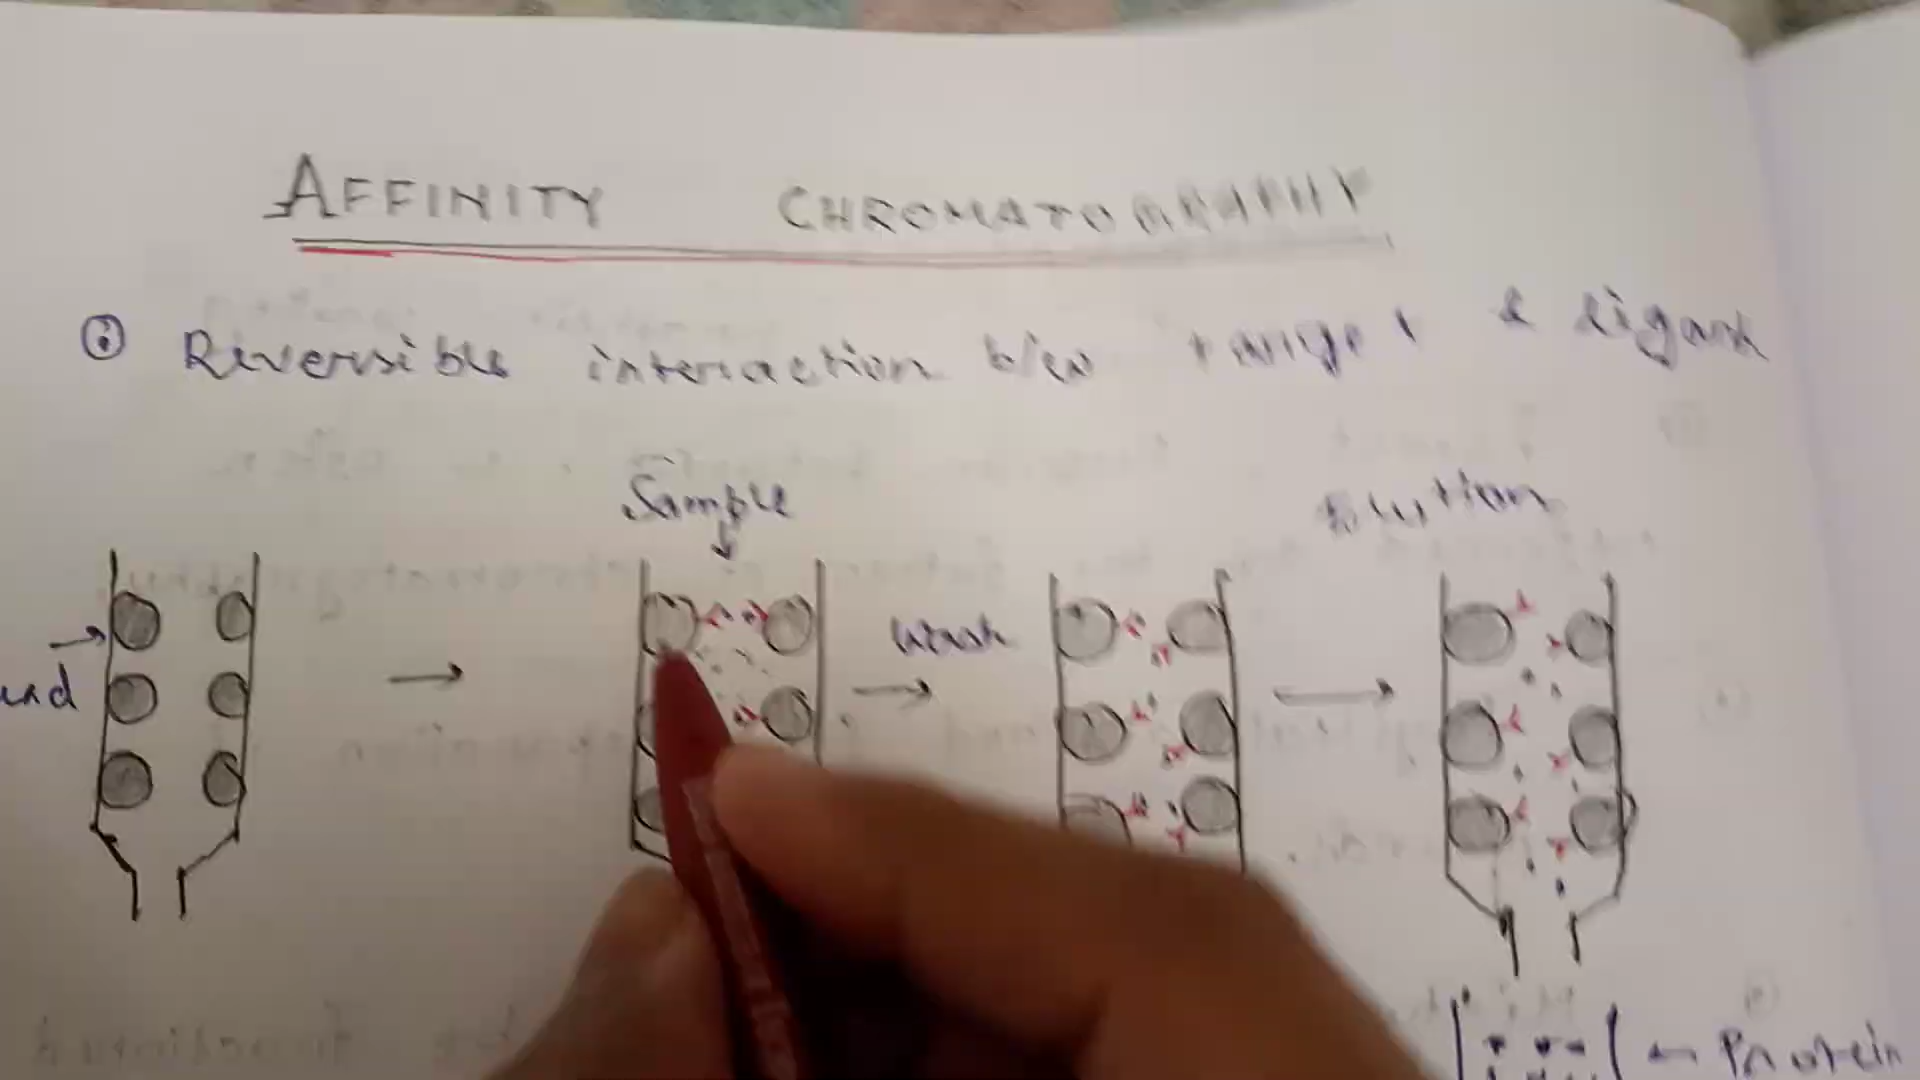 AFFINITY CHROMATOGRAPHY
Reversible interaction b/w target & ligand
Sample
Elution
Wash
Protein